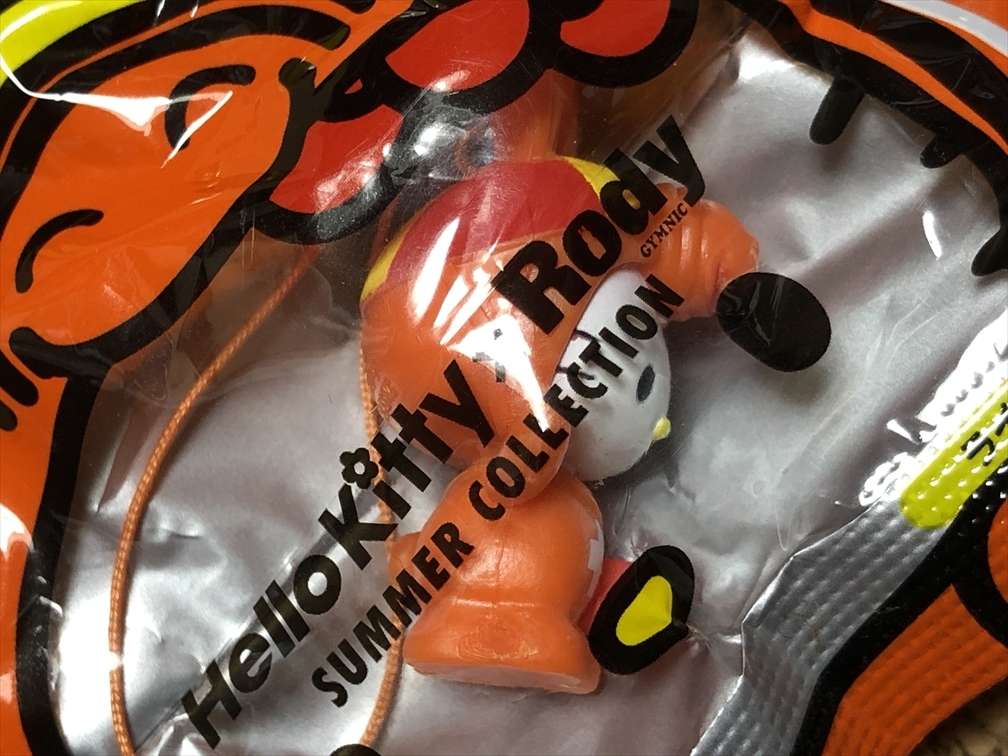 HelloKitty + Rody
GYMNIC
SUMMER COLLECTION